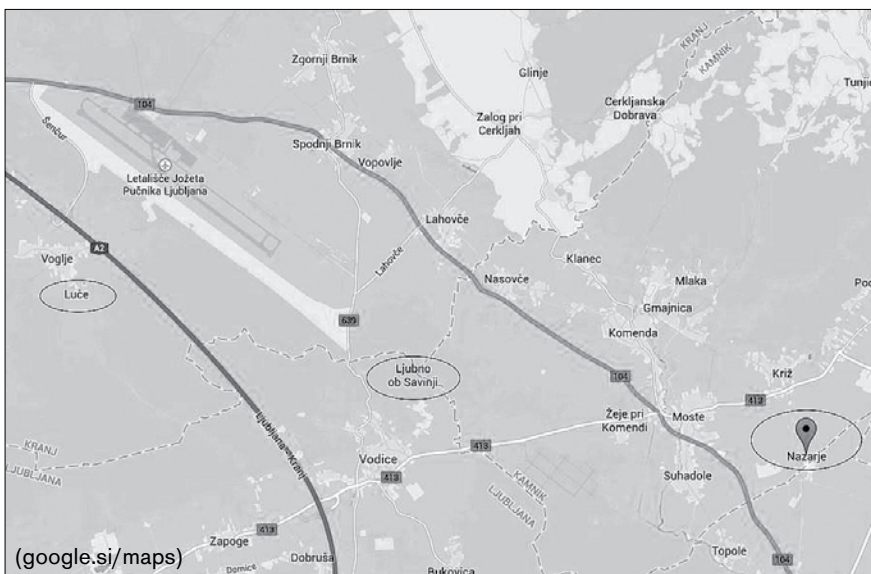 Zgornji Brnik
KRANJ
KAMNIK
Glinje
Tunjic
104
Cerkljanska
Dobrava
Zalog pri
Cerkljah
Šenčur
Spodnji Brnik
Vopovlje
Letališče Jožeta
Pučnika Ljubljana
Lahovče
A2
Voglje
Lahovče
Klanec
Nasovče
Mlaka
Luče
Gmajnica
639
Komenda
Ljubno
ob Savinji
104
Križ
413
Žeje pri
Komendi
Moste
Ljubljana-Kranj
413
Nazarje
KRANJ
LJUBLJANA
Vodice
KAMNIK
LJUBLJANA
413
Suhadole
413
Zapoge
(google.si/maps)
Dobruša
Topole
104
Dornice
Bukovica